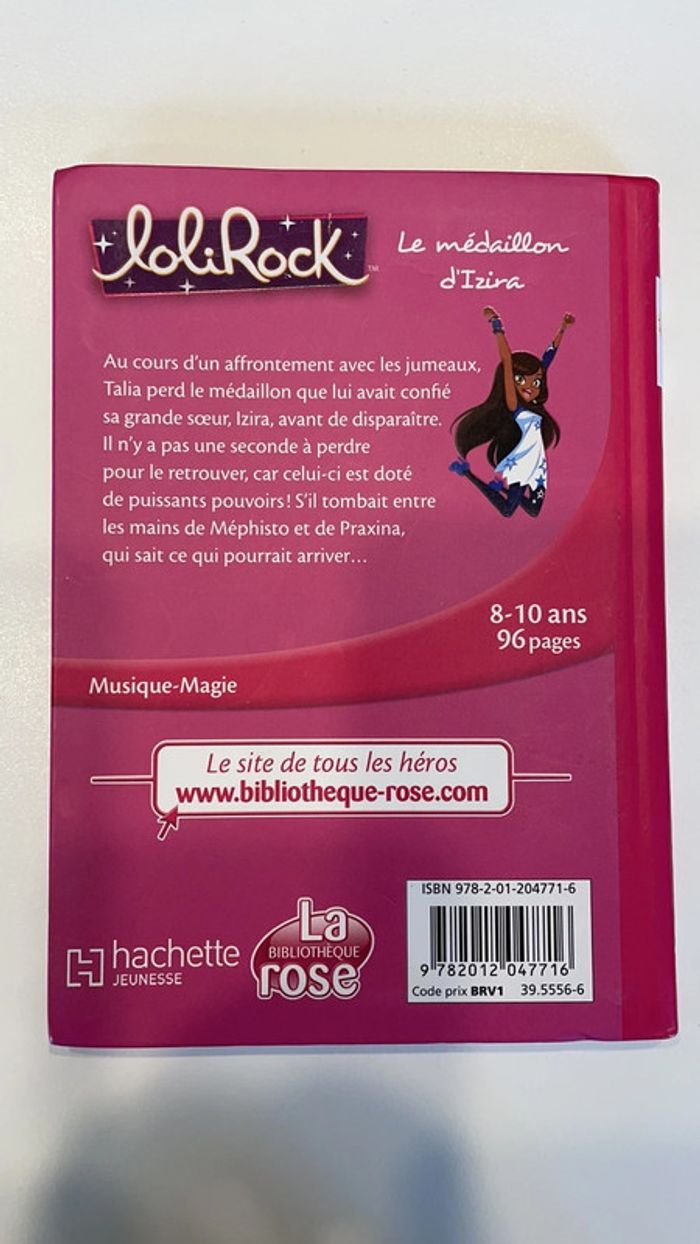 LoliRock™
Le médaillon
d'Izira
Au cours d'un affrontement avec les jumeaux,
Talia perd le médaillon que lui avait confié
sa grande sœur, Izira, avant de disparaître.
Il n'y a pas une seconde à perdre
pour le retrouver, car celui-ci est doté
de puissants pouvoirs ! S'il tombait entre
les mains de Méphisto et de Praxina,
qui sait ce qui pourrait arriver…
8-10 ans
96 pages
Musique-Magie
Le site de tous les héros
www.bibliotheque-rose.com
hachette
JEUNESSE
La
BIBLIOTHÈQUE
rose
ISBN 978-2-01-204771-6
9 782012 047716
Code prix BRV1 39.5556-6